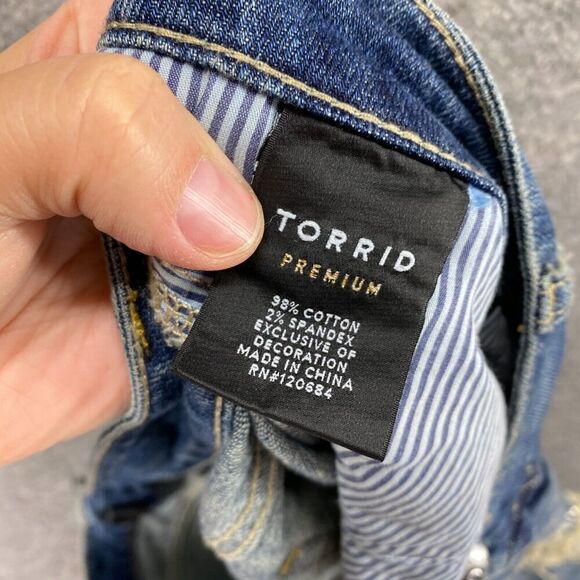 TORRID
PREMIUM
98% COTTON
2% SPANDEX
EXCLUSIVE OF
DECORATION
MADE IN CHINA
RN#120684